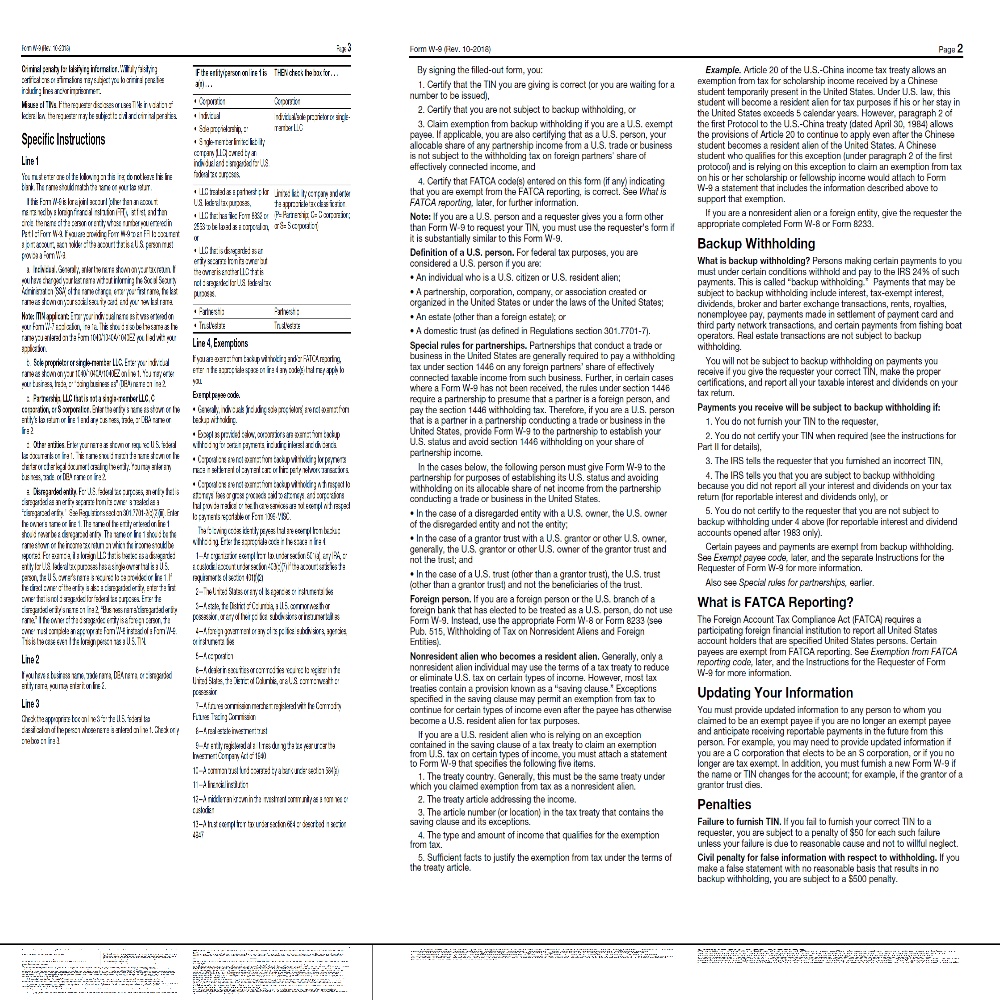 Form W-9 (Rev. 10-2018)
Page 3
Criminal penalty for falsifying information. Willfully falsifying
certifications or affirmations may subject you to criminal penalties
including fines and/or imprisonment.
Misuse of TINs. If the requester discloses or uses TINs in violation of
federal law, the requester may be subject to civil and criminal penalties.
Specific Instructions
Line 1
You must enter one of the following on this line; do not leave this line
blank. The name should match the name on your tax return.
If this Form W-9 is for a joint account (other than an account
maintained by a foreign financial institution (FFI)), list first, and then
circle, the name of the person or entity whose number you entered in
Part I of Form W-9. If you are providing Form W-9 to an FFI to document
a joint account, each holder of the account that is a U.S. person must
provide a Form W-9.
a. Individual. Generally, enter the name shown on your tax return. If
you have changed your last name without informing the Social Security
Administration (SSA) of the name change, enter your first name, the last
name as shown on your social security card, and your new last name.
Note: ITIN applicant: Enter your individual name as it was entered on
your Form W-7 application, line 1a. This should also be the same as the
name you entered on the Form 1040/1040A/1040EZ you filed with your
application.
b. Sole proprietor or single-member LLC. Enter your individual
name as shown on your 1040/1040A/1040EZ on line 1. You may enter
your business, trade, or "doing business as" (DBA) name on line 2.
c. Partnership, LLC that is not a single-member LLC, C
corporation, or S corporation. Enter the entity's name as shown on the
entity's tax return on line 1 and any business, trade, or DBA name on
line 2.
d. Other entities. Enter your name as shown on required U.S. federal
tax documents on line 1. This name should match the name shown on the
charter or other legal document creating the entity. You may enter any
business, trade, or DBA name on line 2.
e. Disregarded entity. For U.S. federal tax purposes, an entity that is
disregarded as an entity separate from its owner is treated as a
"disregarded entity." See Regulations section 301.7701-2(c)(2)(iii). Enter
the owner's name on line 1. The name of the entity entered on line 1
should never be a disregarded entity. The name on line 1 should be the
name shown on the income tax return on which the income should be
reported. For example, if a foreign LLC that is treated as a disregarded
entity for U.S. federal tax purposes has a single owner that is a U.S.
person, the U.S. owner's name is required to be provided on line 1. If
the direct owner of the entity is also a disregarded entity, enter the first
owner that is not disregarded for federal tax purposes. Enter the
disregarded entity's name on line 2, "Business name/disregarded entity
name." If the owner of the disregarded entity is a foreign person, the
owner must complete an appropriate Form W-8 instead of a Form W-9.
This is the case even if the foreign person has a U.S. TIN.
Line 2
If you have a business name, trade name, DBA name, or disregarded
entity name, you may enter it on line 2.
Line 3
Check the appropriate box on line 3 for the U.S. federal tax
classification of the person whose name is entered on line 1. Check only
one box on line 3.
IF the entity/person on line 1 is THEN check the box for . . .
a(n) . . .
• Corporation Corporation
• Individual Individual/sole proprietor or single-
• Sole proprietorship, or member LLC
• Single-member limited liability
company (LLC) owned by an
individual and disregarded for U.S.
federal tax purposes.
• LLC treated as a partnership for Limited liability company and enter
U.S. federal tax purposes, the appropriate tax classification.
• LLC that has filed Form 8832 or (P= Partnership; C= C corporation;
2553 to be taxed as a corporation, or S= S corporation)
or
• LLC that is disregarded as an
entity separate from its owner but
the owner is another LLC that is
not disregarded for U.S. federal tax
purposes.
• Partnership Partnership
• Trust/estate Trust/estate
Line 4, Exemptions
If you are exempt from backup withholding and/or FATCA reporting,
enter in the appropriate space on line 4 any code(s) that may apply to
you.
Exempt payee code.
• Generally, individuals (including sole proprietors) are not exempt from
backup withholding.
• Except as provided below, corporations are exempt from backup
withholding for certain payments, including interest and dividends.
• Corporations are not exempt from backup withholding for payments
made in settlement of payment card or third party network transactions.
• Corporations are not exempt from backup withholding with respect to
attorneys' fees or gross proceeds paid to attorneys, and corporations
that provide medical or health care services are not exempt with respect
to payments reportable on Form 1099-MISC.
The following codes identify payees that are exempt from backup
withholding. Enter the appropriate code in the space in line 4.
1—An organization exempt from tax under section 501(a), any IRA, or
a custodial account under section 403(b)(7) if the account satisfies the
requirements of section 401(f)(2)
2—The United States or any of its agencies or instrumentalities
3—A state, the District of Columbia, a U.S. commonwealth or
possession, or any of their political subdivisions or instrumentalities
4—A foreign government or any of its political subdivisions, agencies,
or instrumentalities
5—A corporation
6—A dealer in securities or commodities required to register in the
United States, the District of Columbia, or a U.S. commonwealth or
possession
7—A futures commission merchant registered with the Commodity
Futures Trading Commission
8—A real estate investment trust
9—An entity registered at all times during the tax year under the
Investment Company Act of 1940
10—A common trust fund operated by a bank under section 584(a)
11—A financial institution
12—A middleman known in the investment community as a nominee or
custodian
13—A trust exempt from tax under section 664 or described in section
4947
Form W-9 (Rev. 10-2018)
Page 2
By signing the filled-out form, you:
1. Certify that the TIN you are giving is correct (or you are waiting for a
number to be issued),
2. Certify that you are not subject to backup withholding, or
3. Claim exemption from backup withholding if you are a U.S. exempt
payee. If applicable, you are also certifying that as a U.S. person, your
allocable share of any partnership income from a U.S. trade or business
is not subject to the withholding tax on foreign partners' share of
effectively connected income, and
4. Certify that FATCA code(s) entered on this form (if any) indicating
that you are exempt from the FATCA reporting, is correct. See What is
FATCA reporting, later, for further information.
Note: If you are a U.S. person and a requester gives you a form other
than Form W-9 to request your TIN, you must use the requester's form if
it is substantially similar to this Form W-9.
Definition of a U.S. person. For federal tax purposes, you are
considered a U.S. person if you are:
• An individual who is a U.S. citizen or U.S. resident alien;
• A partnership, corporation, company, or association created or
organized in the United States or under the laws of the United States;
• An estate (other than a foreign estate); or
• A domestic trust (as defined in Regulations section 301.7701-7).
Special rules for partnerships. Partnerships that conduct a trade or
business in the United States are generally required to pay a withholding
tax under section 1446 on any foreign partners' share of effectively
connected taxable income from such business. Further, in certain cases
where a Form W-9 has not been received, the rules under section 1446
require a partnership to presume that a partner is a foreign person, and
pay the section 1446 withholding tax. Therefore, if you are a U.S. person
that is a partner in a partnership conducting a trade or business in the
United States, provide Form W-9 to the partnership to establish your
U.S. status and avoid section 1446 withholding on your share of
partnership income.
In the cases below, the following person must give Form W-9 to the
partnership for purposes of establishing its U.S. status and avoiding
withholding on its allocable share of net income from the partnership
conducting a trade or business in the United States.
• In the case of a disregarded entity with a U.S. owner, the U.S. owner
of the disregarded entity and not the entity;
• In the case of a grantor trust with a U.S. grantor or other U.S. owner,
generally, the U.S. grantor or other U.S. owner of the grantor trust and
not the trust; and
• In the case of a U.S. trust (other than a grantor trust), the U.S. trust
(other than a grantor trust) and not the beneficiaries of the trust.
Foreign person. If you are a foreign person or the U.S. branch of a
foreign bank that has elected to be treated as a U.S. person, do not use
Form W-9. Instead, use the appropriate Form W-8 or Form 8233 (see
Pub. 515, Withholding of Tax on Nonresident Aliens and Foreign
Entities).
Nonresident alien who becomes a resident alien. Generally, only a
nonresident alien individual may use the terms of a tax treaty to reduce
or eliminate U.S. tax on certain types of income. However, most tax
treaties contain a provision known as a "saving clause." Exceptions
specified in the saving clause may permit an exemption from tax to
continue for certain types of income even after the payee has otherwise
become a U.S. resident alien for tax purposes.
If you are a U.S. resident alien who is relying on an exception
contained in the saving clause of a tax treaty to claim an exemption
from U.S. tax on certain types of income, you must attach a statement
to Form W-9 that specifies the following five items.
1. The treaty country. Generally, this must be the same treaty under
which you claimed exemption from tax as a nonresident alien.
2. The treaty article addressing the income.
3. The article number (or location) in the tax treaty that contains the
saving clause and its exceptions.
4. The type and amount of income that qualifies for the exemption
from tax.
5. Sufficient facts to justify the exemption from tax under the terms of
the treaty article.
Example. Article 20 of the U.S.-China income tax treaty allows an
exemption from tax for scholarship income received by a Chinese
student temporarily present in the United States. Under U.S. law, this
student will become a resident alien for tax purposes if his or her stay in
the United States exceeds 5 calendar years. However, paragraph 2 of
the first Protocol to the U.S.-China treaty (dated April 30, 1984) allows
the provisions of Article 20 to continue to apply even after the Chinese
student becomes a resident alien of the United States. A Chinese
student who qualifies for this exception (under paragraph 2 of the first
protocol) and is relying on this exception to claim an exemption from tax
on his or her scholarship or fellowship income would attach to Form
W-9 a statement that includes the information described above to
support that exemption.
If you are a nonresident alien or a foreign entity, give the requester the
appropriate completed Form W-8 or Form 8233.
Backup Withholding
What is backup withholding? Persons making certain payments to you
must under certain conditions withhold and pay to the IRS 24% of such
payments. This is called "backup withholding." Payments that may be
subject to backup withholding include interest, tax-exempt interest,
dividends, broker and barter exchange transactions, rents, royalties,
nonemployee pay, payments made in settlement of payment card and
third party network transactions, and certain payments from fishing boat
operators. Real estate transactions are not subject to backup
withholding.
You will not be subject to backup withholding on payments you
receive if you give the requester your correct TIN, make the proper
certifications, and report all your taxable interest and dividends on your
tax return.
Payments you receive will be subject to backup withholding if:
1. You do not furnish your TIN to the requester,
2. You do not certify your TIN when required (see the instructions for
Part II for details),
3. The IRS tells the requester that you furnished an incorrect TIN,
4. The IRS tells you that you are subject to backup withholding
because you did not report all your interest and dividends on your tax
return (for reportable interest and dividends only), or
5. You do not certify to the requester that you are not subject to
backup withholding under 4 above (for reportable interest and dividend
accounts opened after 1983 only).
Certain payees and payments are exempt from backup withholding.
See Exempt payee code, later, and the separate Instructions for the
Requester of Form W-9 for more information.
Also see Special rules for partnerships, earlier.
What is FATCA Reporting?
The Foreign Account Tax Compliance Act (FATCA) requires a
participating foreign financial institution to report all United States
account holders that are specified United States persons. Certain
payees are exempt from FATCA reporting. See Exemption from FATCA
reporting code, later, and the Instructions for the Requester of Form
W-9 for more information.
Updating Your Information
You must provide updated information to any person to whom you
claimed to be an exempt payee if you are no longer an exempt payee
and anticipate receiving reportable payments in the future from this
person. For example, you may need to provide updated information if
you are a C corporation that elects to be an S corporation, or if you no
longer are tax exempt. In addition, you must furnish a new Form W-9 if
the name or TIN changes for the account; for example, if the grantor of a
grantor trust dies.
Penalties
Failure to furnish TIN. If you fail to furnish your correct TIN to a
requester, you are subject to a penalty of $50 for each such failure
unless your failure is due to reasonable cause and not to willful neglect.
Civil penalty for false information with respect to withholding. If you
make a false statement with no reasonable basis that results in no
backup withholding, you are subject to a $500 penalty.